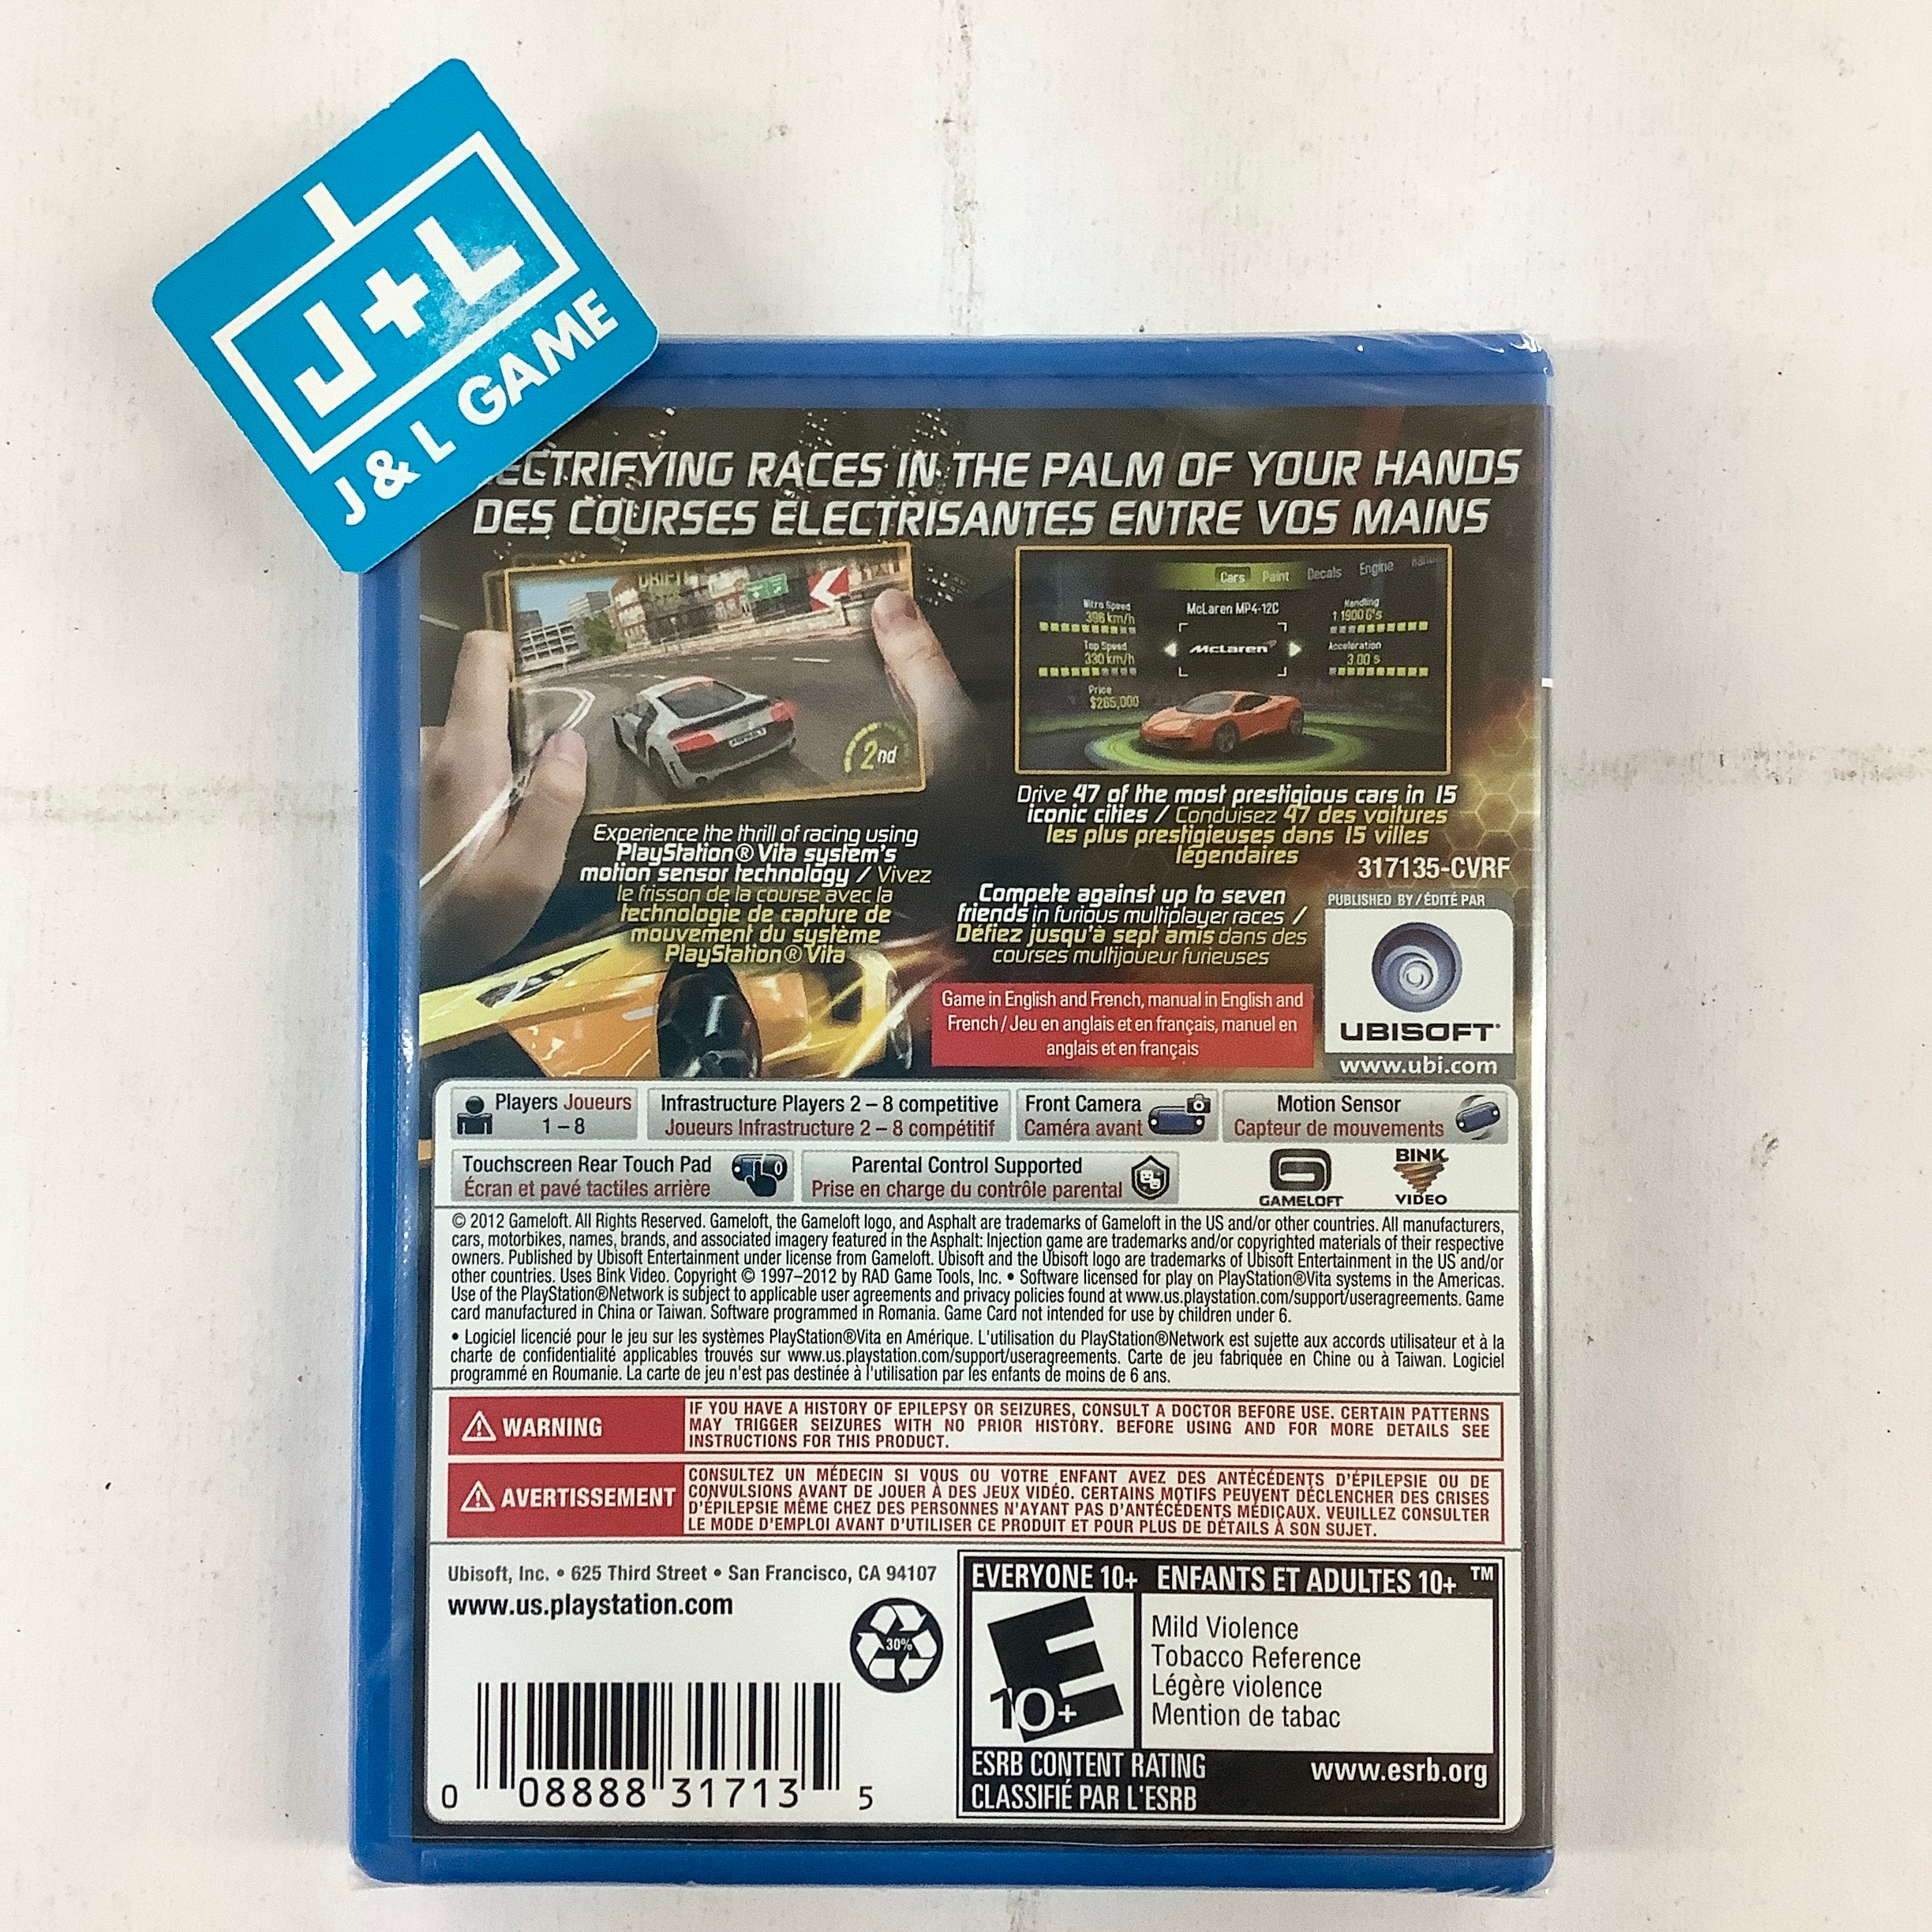 J+L
J & L GAME
ECTRIFYING RACES IN THE PALM OF YOUR HANDS
DES COURSES ÉLECTRISANTES ENTRE VOS MAINS
DRIFT
2nd
Cars Paint Decals Engine
Nitro Speed
396 km/h
Top Speed
330 km/h
Price
$265,000
McLaren MP4-12C
McLaren
Handling
1.1900 G's
Acceleration
3.00 s
Experience the thrill of racing using
PlayStation®Vita system's
motion sensor technology / Vivez
le frisson de la course avec la
technologie de capture de
mouvement du système
PlayStation®Vita
Drive 47 of the most prestigious cars in 15
iconic cities / Conduisez 47 des voitures
les plus prestigieuses dans 15 villes
légendaires
317135-CVRF
Compete against up to seven
friends in furious multiplayer races /
Défiez jusqu'à sept amis dans des
courses multijoueur furieuses
PUBLISHED BY / ÉDITÉ PAR
UBISOFT®
www.ubi.com
Game in English and French, manual in English and
French / Jeu en anglais et en français, manuel en
anglais et en français
Players Joueurs
1 – 8
Infrastructure Players 2 – 8 competitive
Joueurs Infrastructure 2 – 8 compétitif
Front Camera
Caméra avant
Motion Sensor
Capteur de mouvements
Touchscreen Rear Touch Pad
Écran et pavé tactiles arrière
Parental Control Supported
Prise en charge du contrôle parental
GAMELOFT
BINK
VIDEO
© 2012 Gameloft. All Rights Reserved. Gameloft, the Gameloft logo, and Asphalt are trademarks of Gameloft in the US and/or other countries. All manufacturers,
cars, motorbikes, names, brands, and associated imagery featured in the Asphalt: Injection game are trademarks and/or copyrighted materials of their respective
owners. Published by Ubisoft Entertainment under license from Gameloft. Ubisoft and the Ubisoft logo are trademarks of Ubisoft Entertainment in the US and/or
other countries. Uses Bink Video. Copyright © 1997–2012 by RAD Game Tools, Inc. • Software licensed for play on PlayStation®Vita systems in the Americas.
Use of the PlayStation®Network is subject to applicable user agreements and privacy policies found at www.us.playstation.com/support/useragreements. Game
card manufactured in China or Taiwan. Software programmed in Romania. Game Card not intended for use by children under 6.
• Logiciel licencié pour le jeu sur les systèmes PlayStation®Vita en Amérique. L'utilisation du PlayStation®Network est sujette aux accords utilisateur et à la
charte de confidentialité applicables trouvés sur www.us.playstation.com/support/useragreements. Carte de jeu fabriquée en Chine ou à Taiwan. Logiciel
programmé en Roumanie. La carte de jeu n'est pas destinée à l'utilisation par les enfants de moins de 6 ans.
WARNING
IF YOU HAVE A HISTORY OF EPILEPSY OR SEIZURES, CONSULT A DOCTOR BEFORE USE. CERTAIN PATTERNS
MAY TRIGGER SEIZURES WITH NO PRIOR HISTORY. BEFORE USING AND FOR MORE DETAILS SEE
INSTRUCTIONS FOR THIS PRODUCT.
AVERTISSEMENT
CONSULTEZ UN MÉDECIN SI VOUS OU VOTRE ENFANT AVEZ DES ANTÉCÉDENTS D'ÉPILEPSIE OU DE
CONVULSIONS AVANT DE JOUER À DES JEUX VIDÉO. CERTAINS MOTIFS PEUVENT DÉCLENCHER DES CRISES
D'ÉPILEPSIE MÊME CHEZ DES PERSONNES N'AYANT PAS D'ANTÉCÉDENTS MÉDICAUX. VEUILLEZ CONSULTER
LE MODE D'EMPLOI AVANT D'UTILISER CE PRODUIT ET POUR PLUS DE DÉTAILS À SON SUJET.
Ubisoft, Inc. • 625 Third Street • San Francisco, CA 94107
www.us.playstation.com
30%
0 08888 31713 5
EVERYONE 10+ ENFANTS ET ADULTES 10+ ™
E
10+
Mild Violence
Tobacco Reference
Légère violence
Mention de tabac
ESRB CONTENT RATING www.esrb.org
CLASSIFIÉ PAR L'ESRB